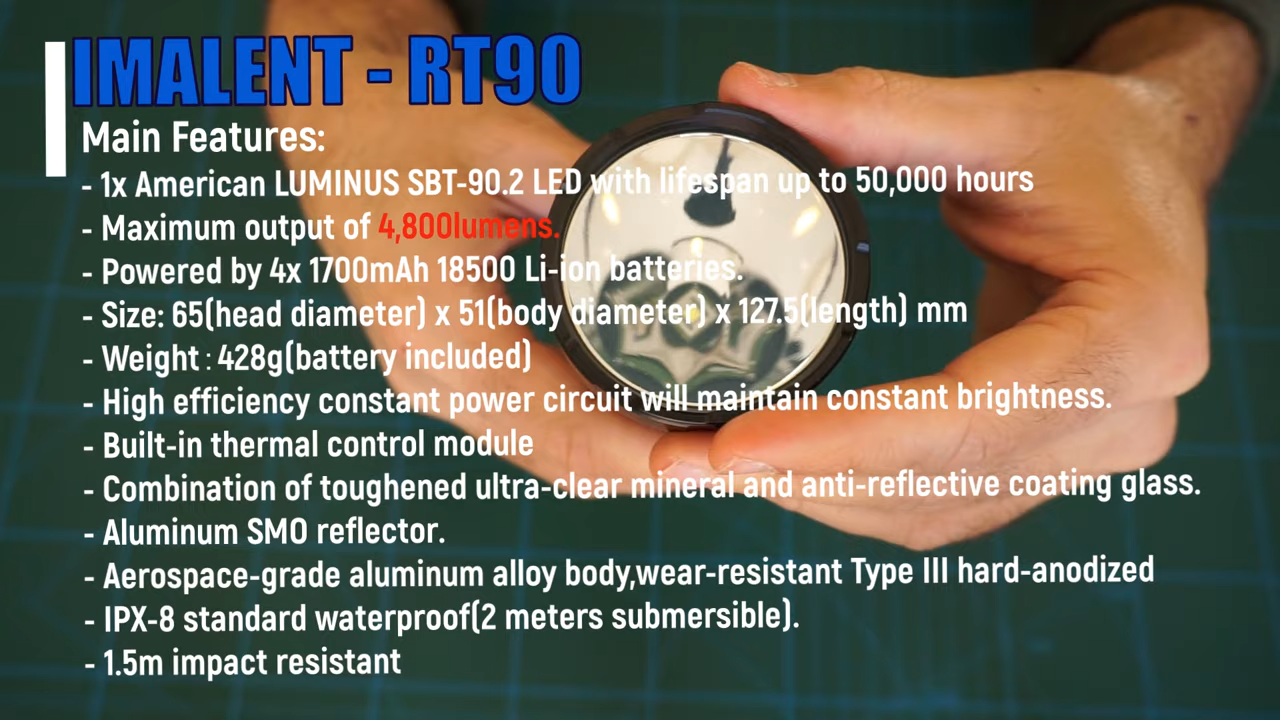 IMALENT - RT90
Main Features:
- 1x American LUMINUS SBT-90.2 LED with lifespan up to 50,000 hours
- Maximum output of 4,800lumens.
- Powered by 4x 1700mAh 18500 Li-ion batteries.
- Size: 65(head diameter) x 51(body diameter) x 127.5(length) mm
- Weight : 428g(battery included)
- High efficiency constant power circuit will maintain constant brightness.
- Built-in thermal control module
- Combination of toughened ultra-clear mineral and anti-reflective coating glass.
- Aluminum SMO reflector.
- Aerospace-grade aluminum alloy body,wear-resistant Type III hard-anodized
- IPX-8 standard waterproof(2 meters submersible).
- 1.5m impact resistant